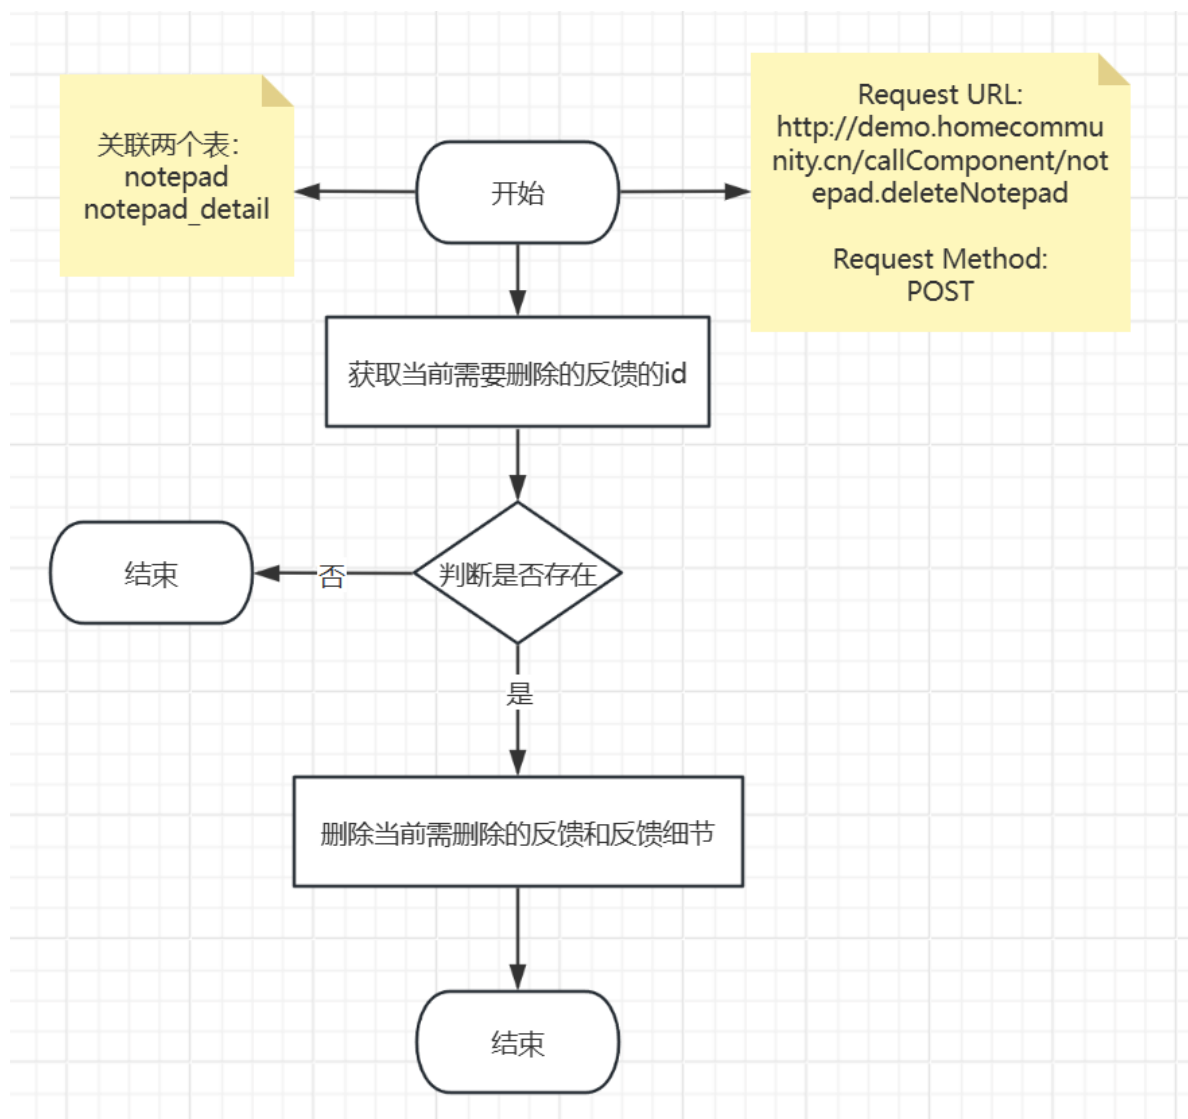 关联两个表：
notepad
notepad_detail
开始
Request URL:
http://demo.homecommu
nity.cn/callComponent/not
epad.deleteNotepad
Request Method:
POST
获取当前需要删除的反馈的id
判断是否存在
否
结束
是
删除当前需删除的反馈和反馈细节
结束